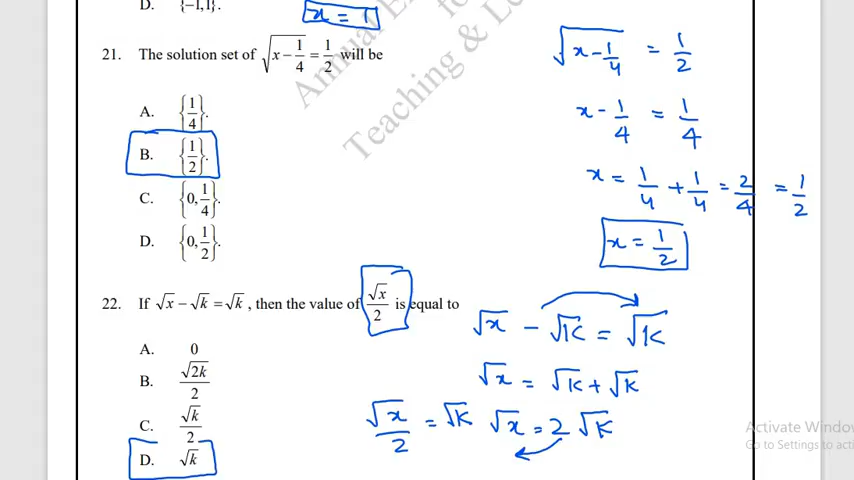 D. {−1,1}.
x = 1
21. The solution set of √(x − 1/4) = 1/2 will be
A. {1/4}.
B. {1/2}.
C. {0, 1/4}.
D. {0, 1/2}.
√(x − 1/4) = 1/2
x − 1/4 = 1/4
x = 1/4 + 1/4 = 2/4 = 1/2
x = 1/2
22. If √x − √k = √k, then the value of √x/2 is equal to
A. 0
B. √2k/2
C. √k/2
D. √k
√x − √k = √k
√x = √k + √k
√x/2 = √k √x = 2 √k
Teaching &
Activate Window
Go to Settings to activ